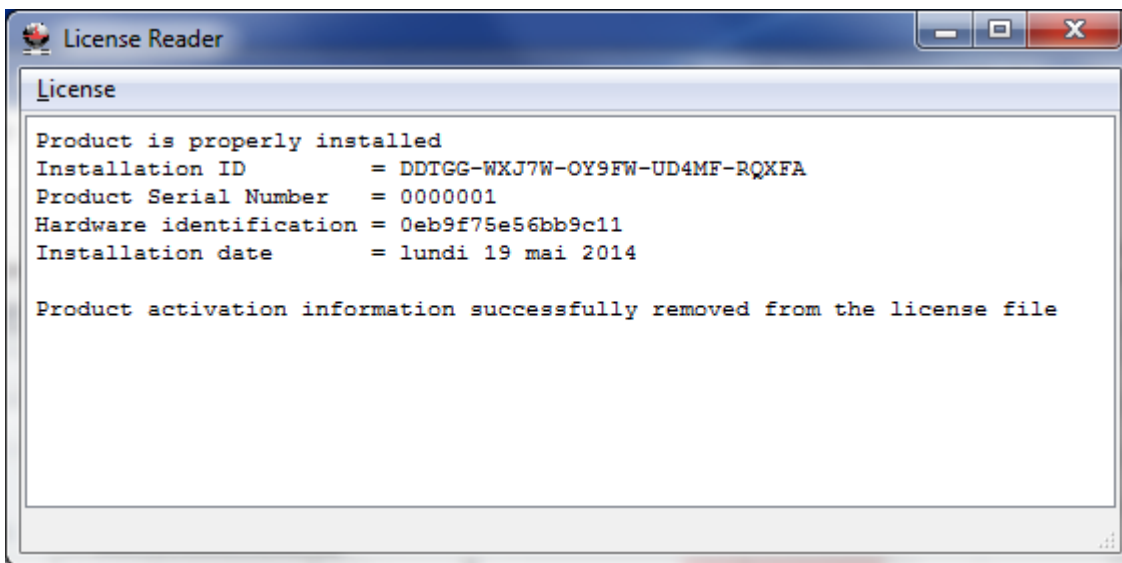 License Reader
License
Product is properly installed
Installation ID = DDTGG-WXJ7W-OY9FW-UD4MF-RQXFA
Product Serial Number = 0000001
Hardware identification = 0eb9f75e56bb9c11
Installation date = lundi 19 mai 2014
Product activation information successfully removed from the license file